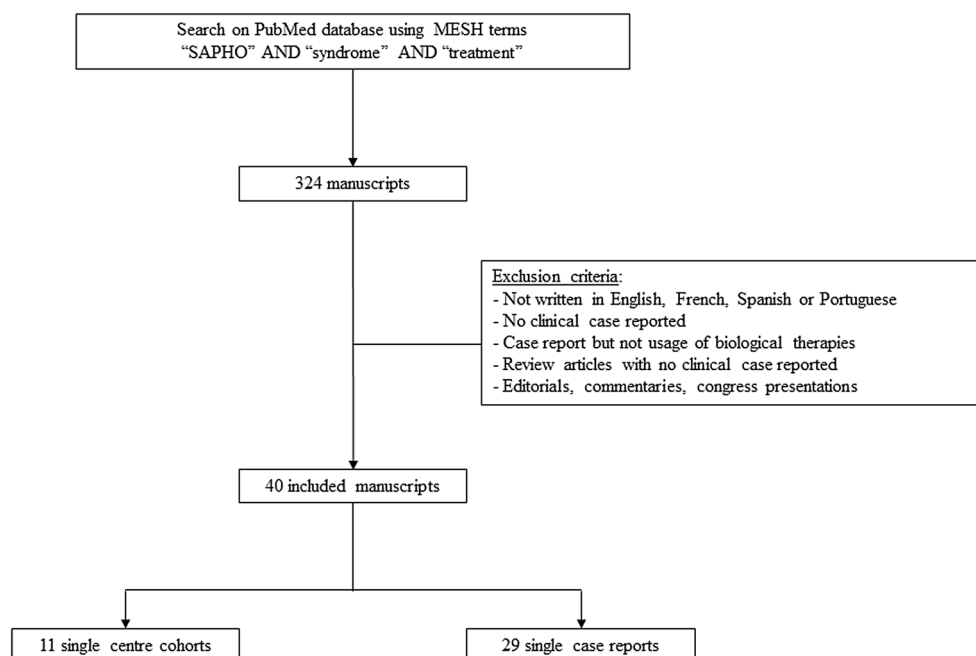 Search on PubMed database using MESH terms
“SAPHO“ AND “syndrome“ AND “treatment”
324 manuscripts
Exclusion criteria:
- Not written in English, French, Spanish or Portuguese
- No clinical case reported
- Case report but not usage of biological therapies
- Review articles with no clinical case reported
- Editorials, commentaries, congress presentations
40 included manuscripts
11 single centre cohorts
29 single case reports